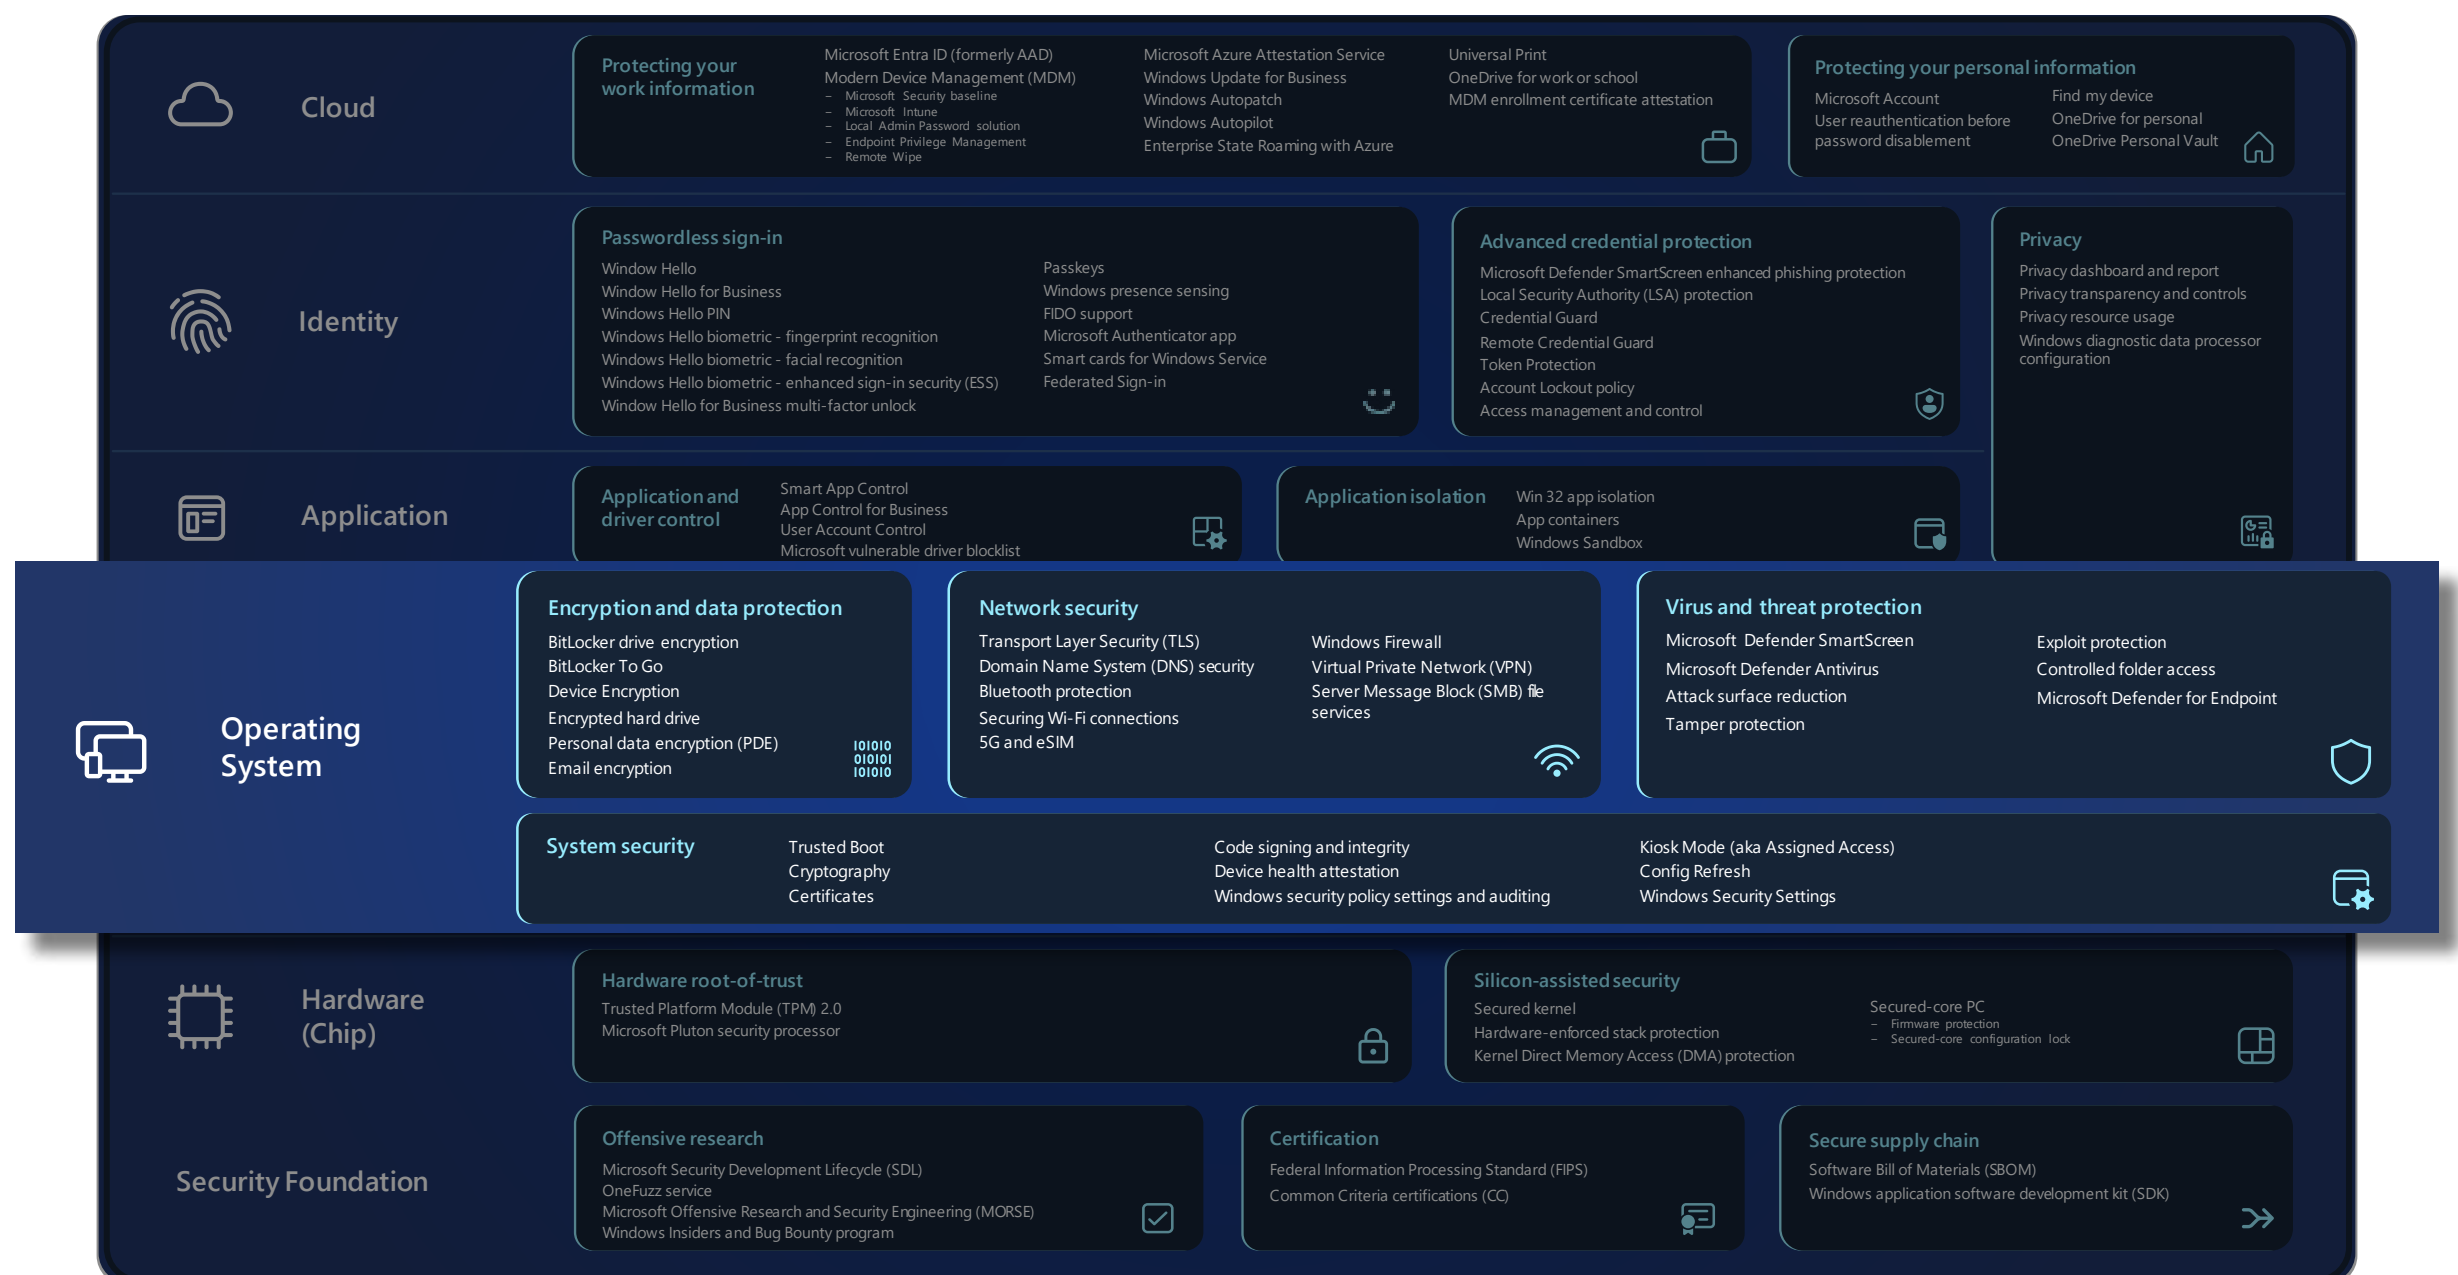 Cloud
Protecting your
work information
Microsoft Entra ID (formerly AAD)
Modern Device Management (MDM)
– Microsoft Security baseline
– Microsoft Intune
– Local Admin Password solution
– Endpoint Privilege Management
– Remote Wipe
Microsoft Azure Attestation Service
Windows Update for Business
Windows Autopatch
Windows Autopilot
Enterprise State Roaming with Azure
Universal Print
OneDrive for work or school
MDM enrollment certificate attestation
Protecting your personal information
Microsoft Account
User reauthentication before
password disablement
Find my device
OneDrive for personal
OneDrive Personal Vault
Identity
Passwordless sign-in
Window Hello
Window Hello for Business
Windows Hello PIN
Windows Hello biometric - fingerprint recognition
Windows Hello biometric - facial recognition
Windows Hello biometric - enhanced sign-in security (ESS)
Window Hello for Business multi-factor unlock
Passkeys
Windows presence sensing
FIDO support
Microsoft Authenticator app
Smart cards for Windows Service
Federated Sign-in
Advanced credential protection
Microsoft Defender SmartScreen enhanced phishing protection
Local Security Authority (LSA) protection
Credential Guard
Remote Credential Guard
Token Protection
Account Lockout policy
Access management and control
Privacy
Privacy dashboard and report
Privacy transparency and controls
Privacy resource usage
Windows diagnostic data processor
configuration
Application
Application and
driver control
Smart App Control
App Control for Business
User Account Control
Microsoft vulnerable driver blocklist
Application isolation
Win 32 app isolation
App containers
Windows Sandbox
Operating
System
Encryption and data protection
BitLocker drive encryption
BitLocker To Go
Device Encryption
Encrypted hard drive
Personal data encryption (PDE)
Email encryption
101010
010101
101010
Network security
Transport Layer Security (TLS)
Domain Name System (DNS) security
Bluetooth protection
Securing Wi-Fi connections
5G and eSIM
Windows Firewall
Virtual Private Network (VPN)
Server Message Block (SMB) file
services
Virus and threat protection
Microsoft Defender SmartScreen
Microsoft Defender Antivirus
Attack surface reduction
Tamper protection
Exploit protection
Controlled folder access
Microsoft Defender for Endpoint
System security
Trusted Boot
Cryptography
Certificates
Code signing and integrity
Device health attestation
Windows security policy settings and auditing
Kiosk Mode (aka Assigned Access)
Config Refresh
Windows Security Settings
Hardware
(Chip)
Hardware root-of-trust
Trusted Platform Module (TPM) 2.0
Microsoft Pluton security processor
Silicon-assisted security
Secured kernel
Hardware-enforced stack protection
Kernel Direct Memory Access (DMA) protection
Secured-core PC
– Firmware protection
– Secured-core configuration lock
Security Foundation
Offensive research
Microsoft Security Development Lifecycle (SDL)
OneFuzz service
Microsoft Offensive Research and Security Engineering (MORSE)
Windows Insiders and Bug Bounty program
Certification
Federal Information Processing Standard (FIPS)
Common Criteria certifications (CC)
Secure supply chain
Software Bill of Materials (SBOM)
Windows application software development kit (SDK)